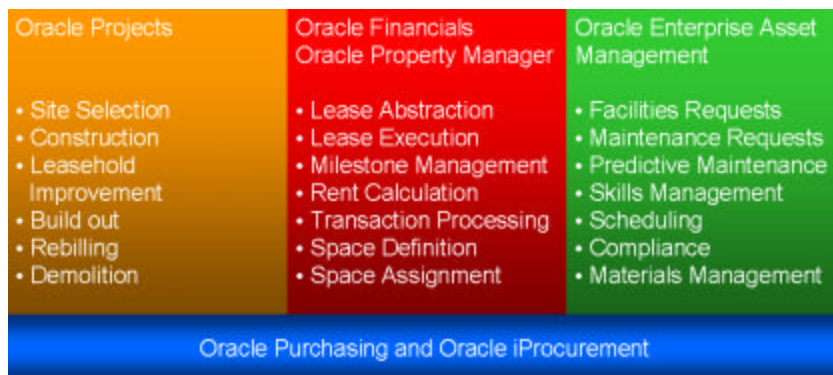 Oracle Projects
• Site Selection
• Construction
• Leasehold
Improvement
• Build out
• Rebilling
• Demolition
Oracle Financials
Oracle Property Manager
• Lease Abstraction
• Lease Execution
• Milestone Management
• Rent Calculation
• Transaction Processing
• Space Definition
• Space Assignment
Oracle Enterprise Asset
Management
• Facilities Requests
• Maintenance Requests
• Predictive Maintenance
• Skills Management
• Scheduling
• Compliance
• Materials Management
Oracle Purchasing and Oracle iProcurement